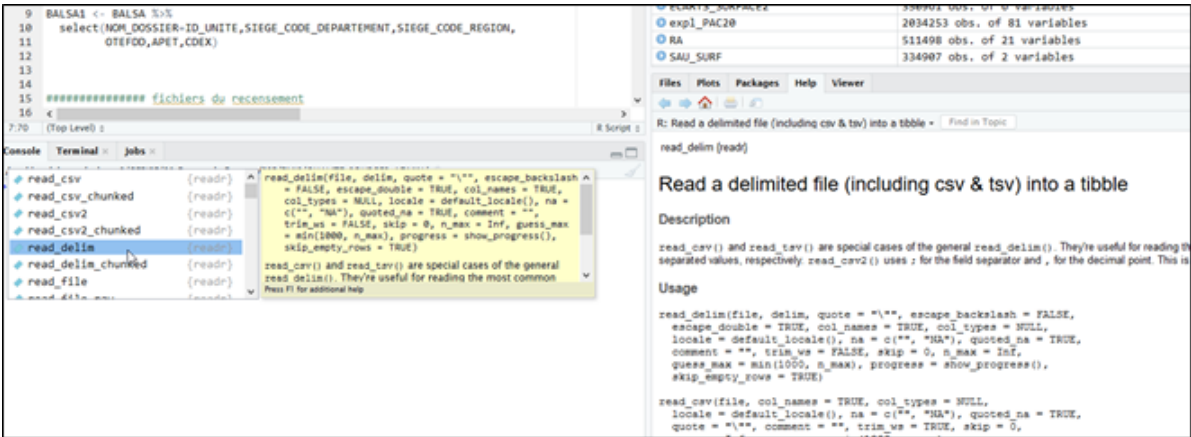 9 BALSA1 <- BALSA %>%
10 select(NOM_DOSSIER-ID_UNITE,SIEGE_CODE_DEPARTEMENT,SIEGE_CODE_REGION,
11 OTEFDD,APET,CDEX)
12
13
14
15 ############### fichiers du recensement
16
7:70 (Top Level) R Script
Console Terminal × Jobs ×
read_csv {readr}
read_csv_chunked {readr}
read_csv2 {readr}
read_csv2_chunked {readr}
read_delim {readr}
read_delim_chunked {readr}
read_file {readr}
read_delim(file, delim, quote = "\"", escape_backslash
= FALSE, escape_double = TRUE, col_names = TRUE,
col_types = NULL, locale = default_locale(), na =
c("", "NA"), quoted_na = TRUE, comment = "",
trim_ws = FALSE, skip = 0, n_max = Inf, guess_max
= min(1000, n_max), progress = show_progress(),
skip_empty_rows = TRUE)
read_csv() and read_tsv() are special cases of the general
read_delim(). They're useful for reading the most common
Press F1 for additional help
expl_PAC20 2034253 obs. of 81 variables
RA 511498 obs. of 21 variables
SAU_SURF 334907 obs. of 2 variables
Files Plots Packages Help Viewer
R: Read a delimited file (including csv & tsv) into a tibble Find in Topic
read_delim {readr}
Read a delimited file (including csv & tsv) into a tibble
Description
read_csv() and read_tsv() are special cases of the general read_delim(). They're useful for reading th
separated values, respectively. read_csv2() uses ; for the field separator and , for the decimal point. This is
Usage
read_delim(file, delim, quote = "\"", escape_backslash = FALSE,
escape_double = TRUE, col_names = TRUE, col_types = NULL,
locale = default_locale(), na = c("", "NA"), quoted_na = TRUE,
comment = "", trim_ws = FALSE, skip = 0, n_max = Inf,
guess_max = min(1000, n_max), progress = show_progress(),
skip_empty_rows = TRUE)
read_csv(file, col_names = TRUE, col_types = NULL,
locale = default_locale(), na = c("", "NA"), quoted_na = TRUE,
quote = "\"", comment = "", trim_ws = TRUE, skip = 0,